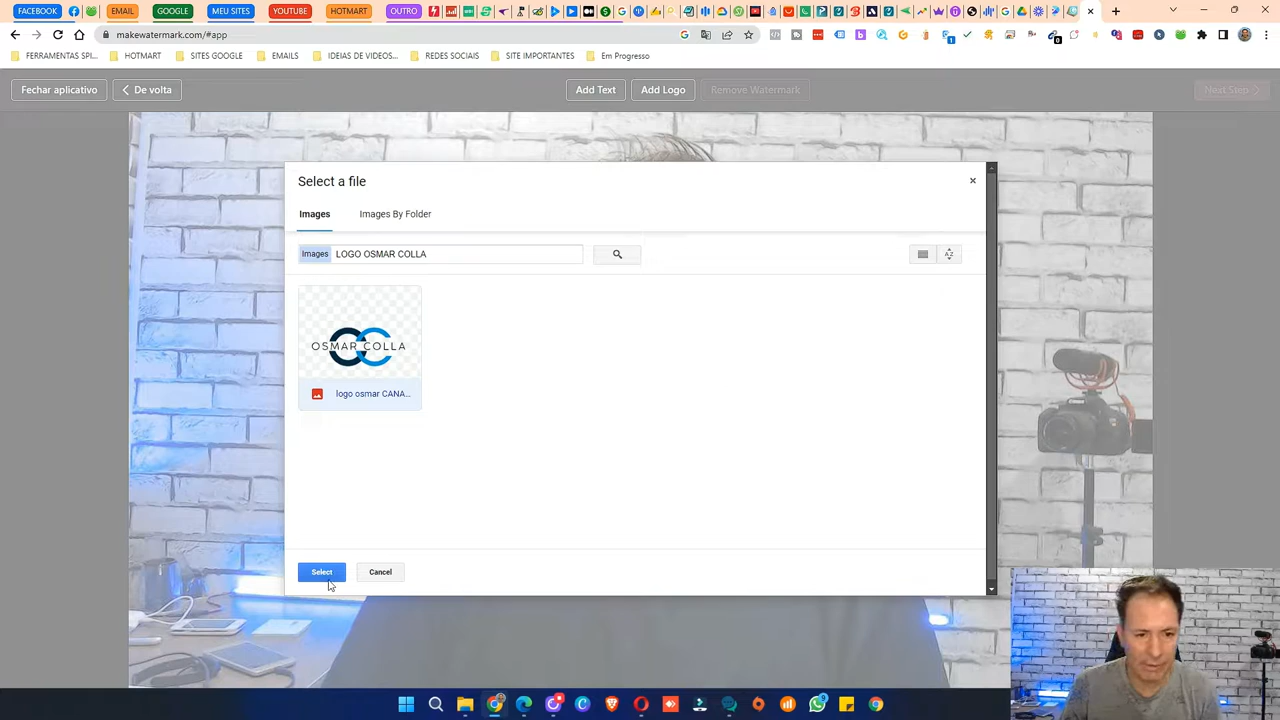 FACEBOOK EMAIL GOOGLE MEU SITES YOUTUBE HOTMART OUTRO
makewatermark.com/#app
FERRAMENTAS SPI... HOTMART SITES GOOGLE EMAILS IDEIAS DE VIDEOS... REDES SOCIAIS SITE IMPORTANTES Em Progresso
Fechar aplicativo De volta Add Text Add Logo Remove Watermark Next Step
Select a file
Images Images By Folder
Images LOGO OSMAR COLLA
OSMAR COLLA
logo osmar CANA...
Select Cancel